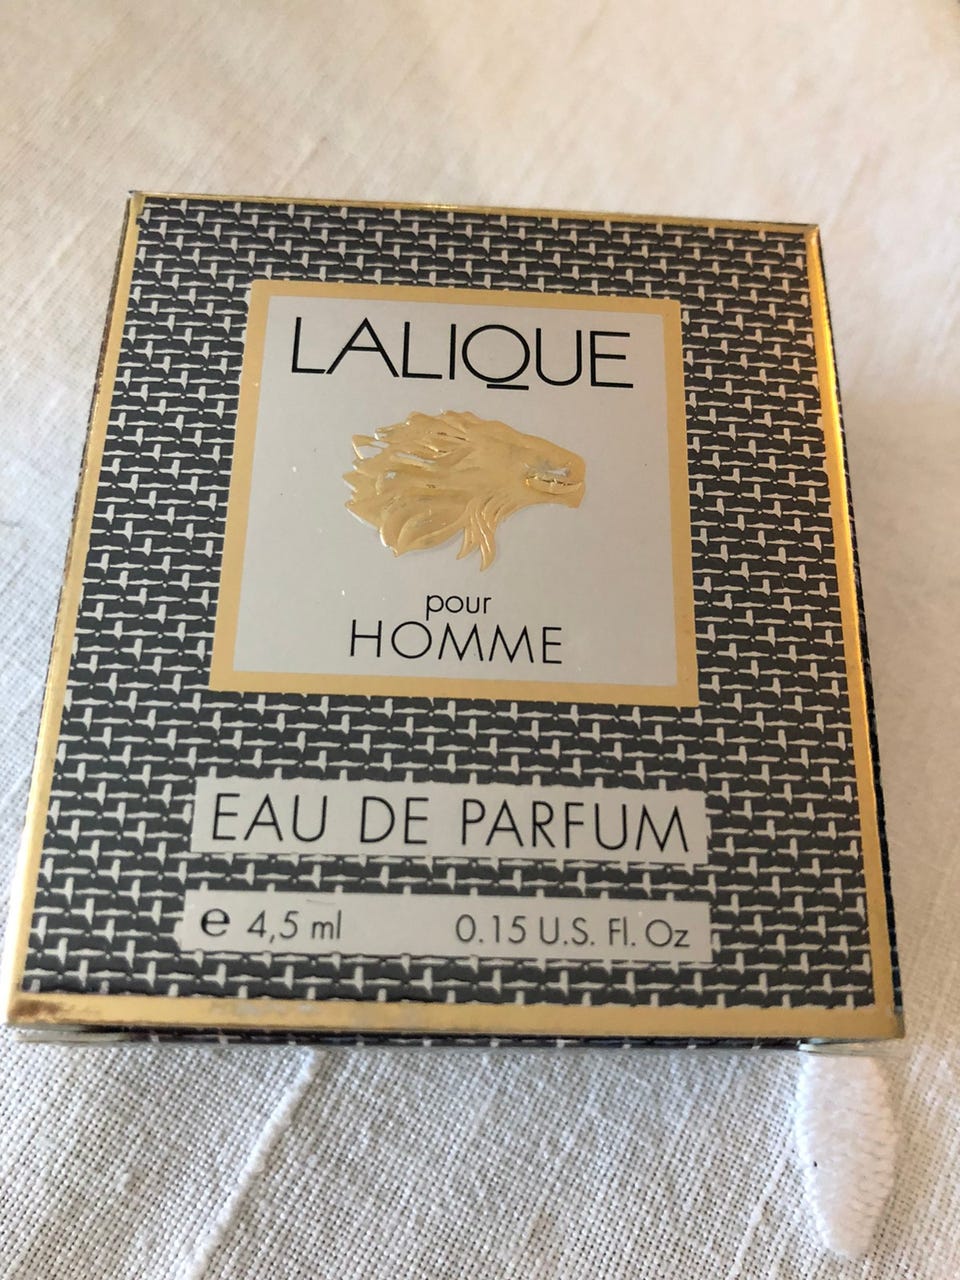 LALIQUE
pour
HOMME
EAU DE PARFUM
℮ 4,5 ml 0.15 U.S. Fl. Oz